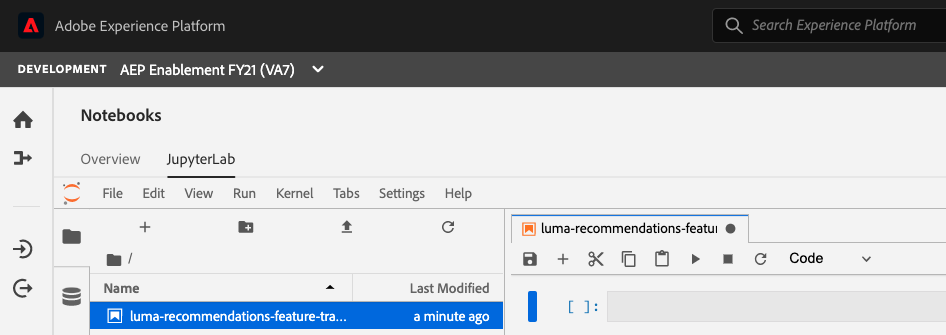 Adobe Experience Platform
Search Experience Platform
DEVELOPMENT AEP Enablement FY21 (VA7)
Notebooks
Overview JupyterLab
File Edit View Run Kernel Tabs Settings Help
luma-recommendations-featur
/
Code
Name Last Modified
luma-recommendations-feature-tra... a minute ago
[ ]: